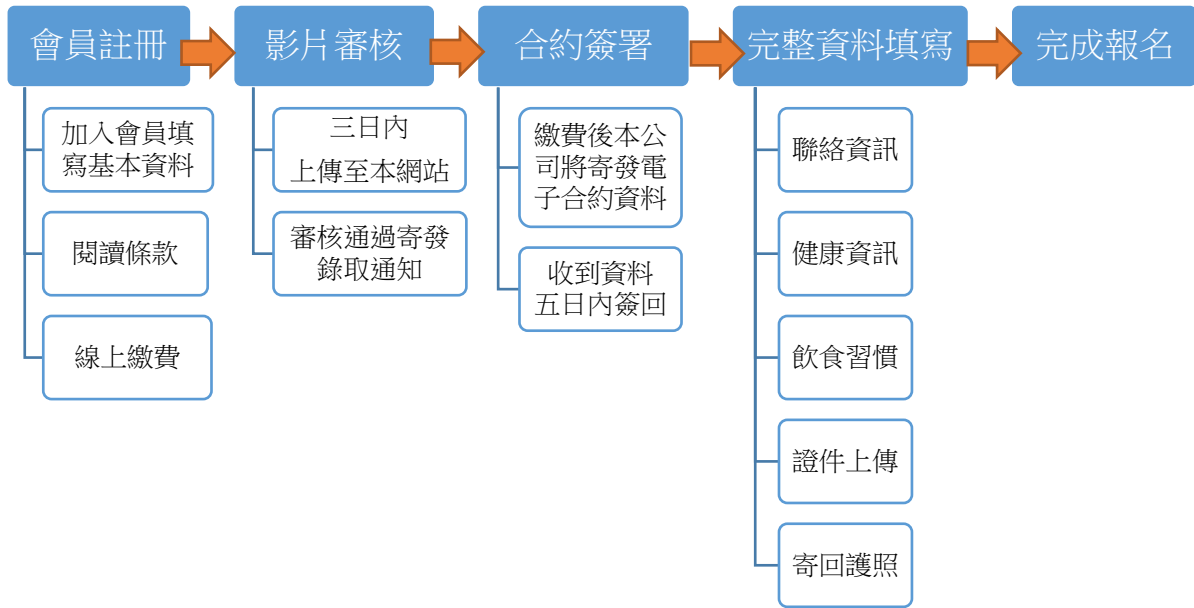 會員註冊
影片審核
合約簽署
完整資料填寫
完成報名
加入會員填
寫基本資料
閱讀條款
線上繳費
三日內
上傳至本網站
審核通過寄發
錄取通知
繳費後本公
司將寄發電
子合約資料
收到資料
五日內簽回
聯絡資訊
健康資訊
飲食習慣
證件上傳
寄回護照